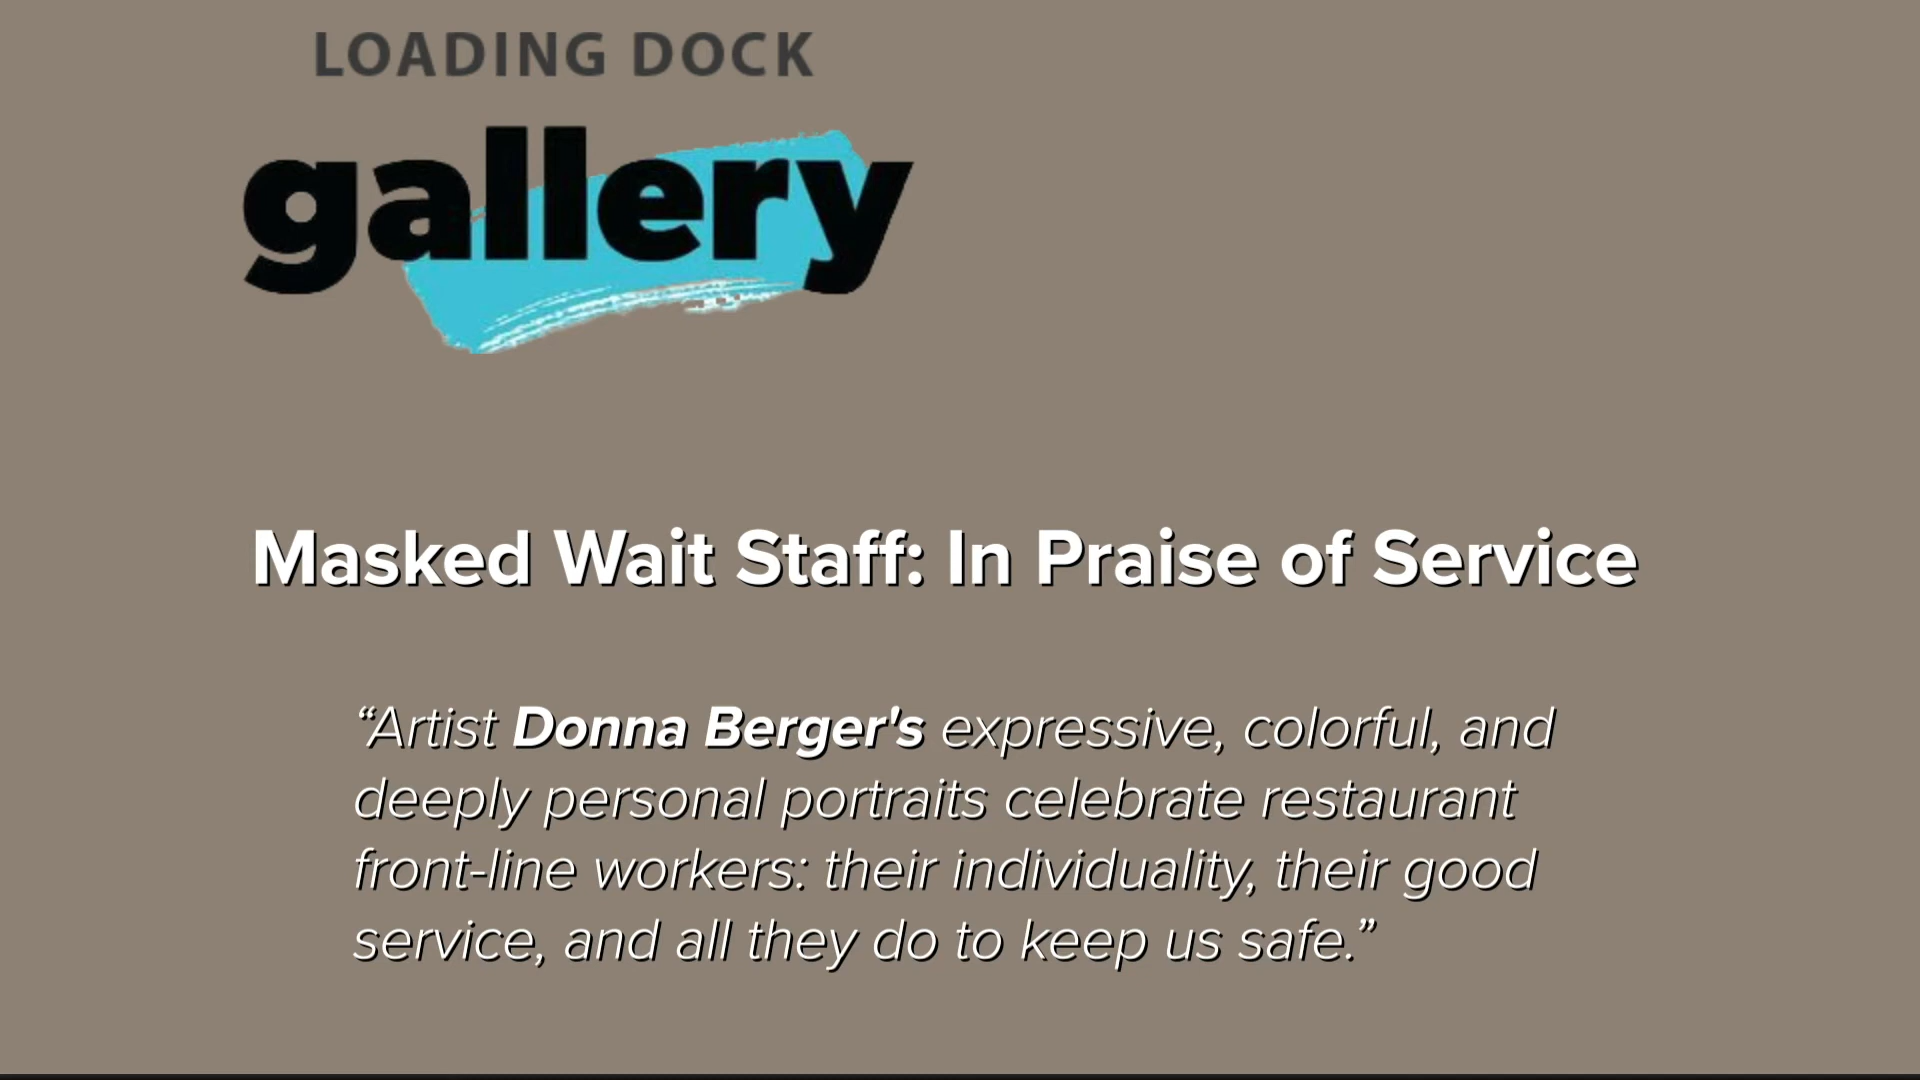 LOADING DOCK
gallery
Masked Wait Staff: In Praise of Service
“Artist Donna Berger's expressive, colorful, and
deeply personal portraits celebrate restaurant
front-line workers: their individuality, their good
service, and all they do to keep us safe.”